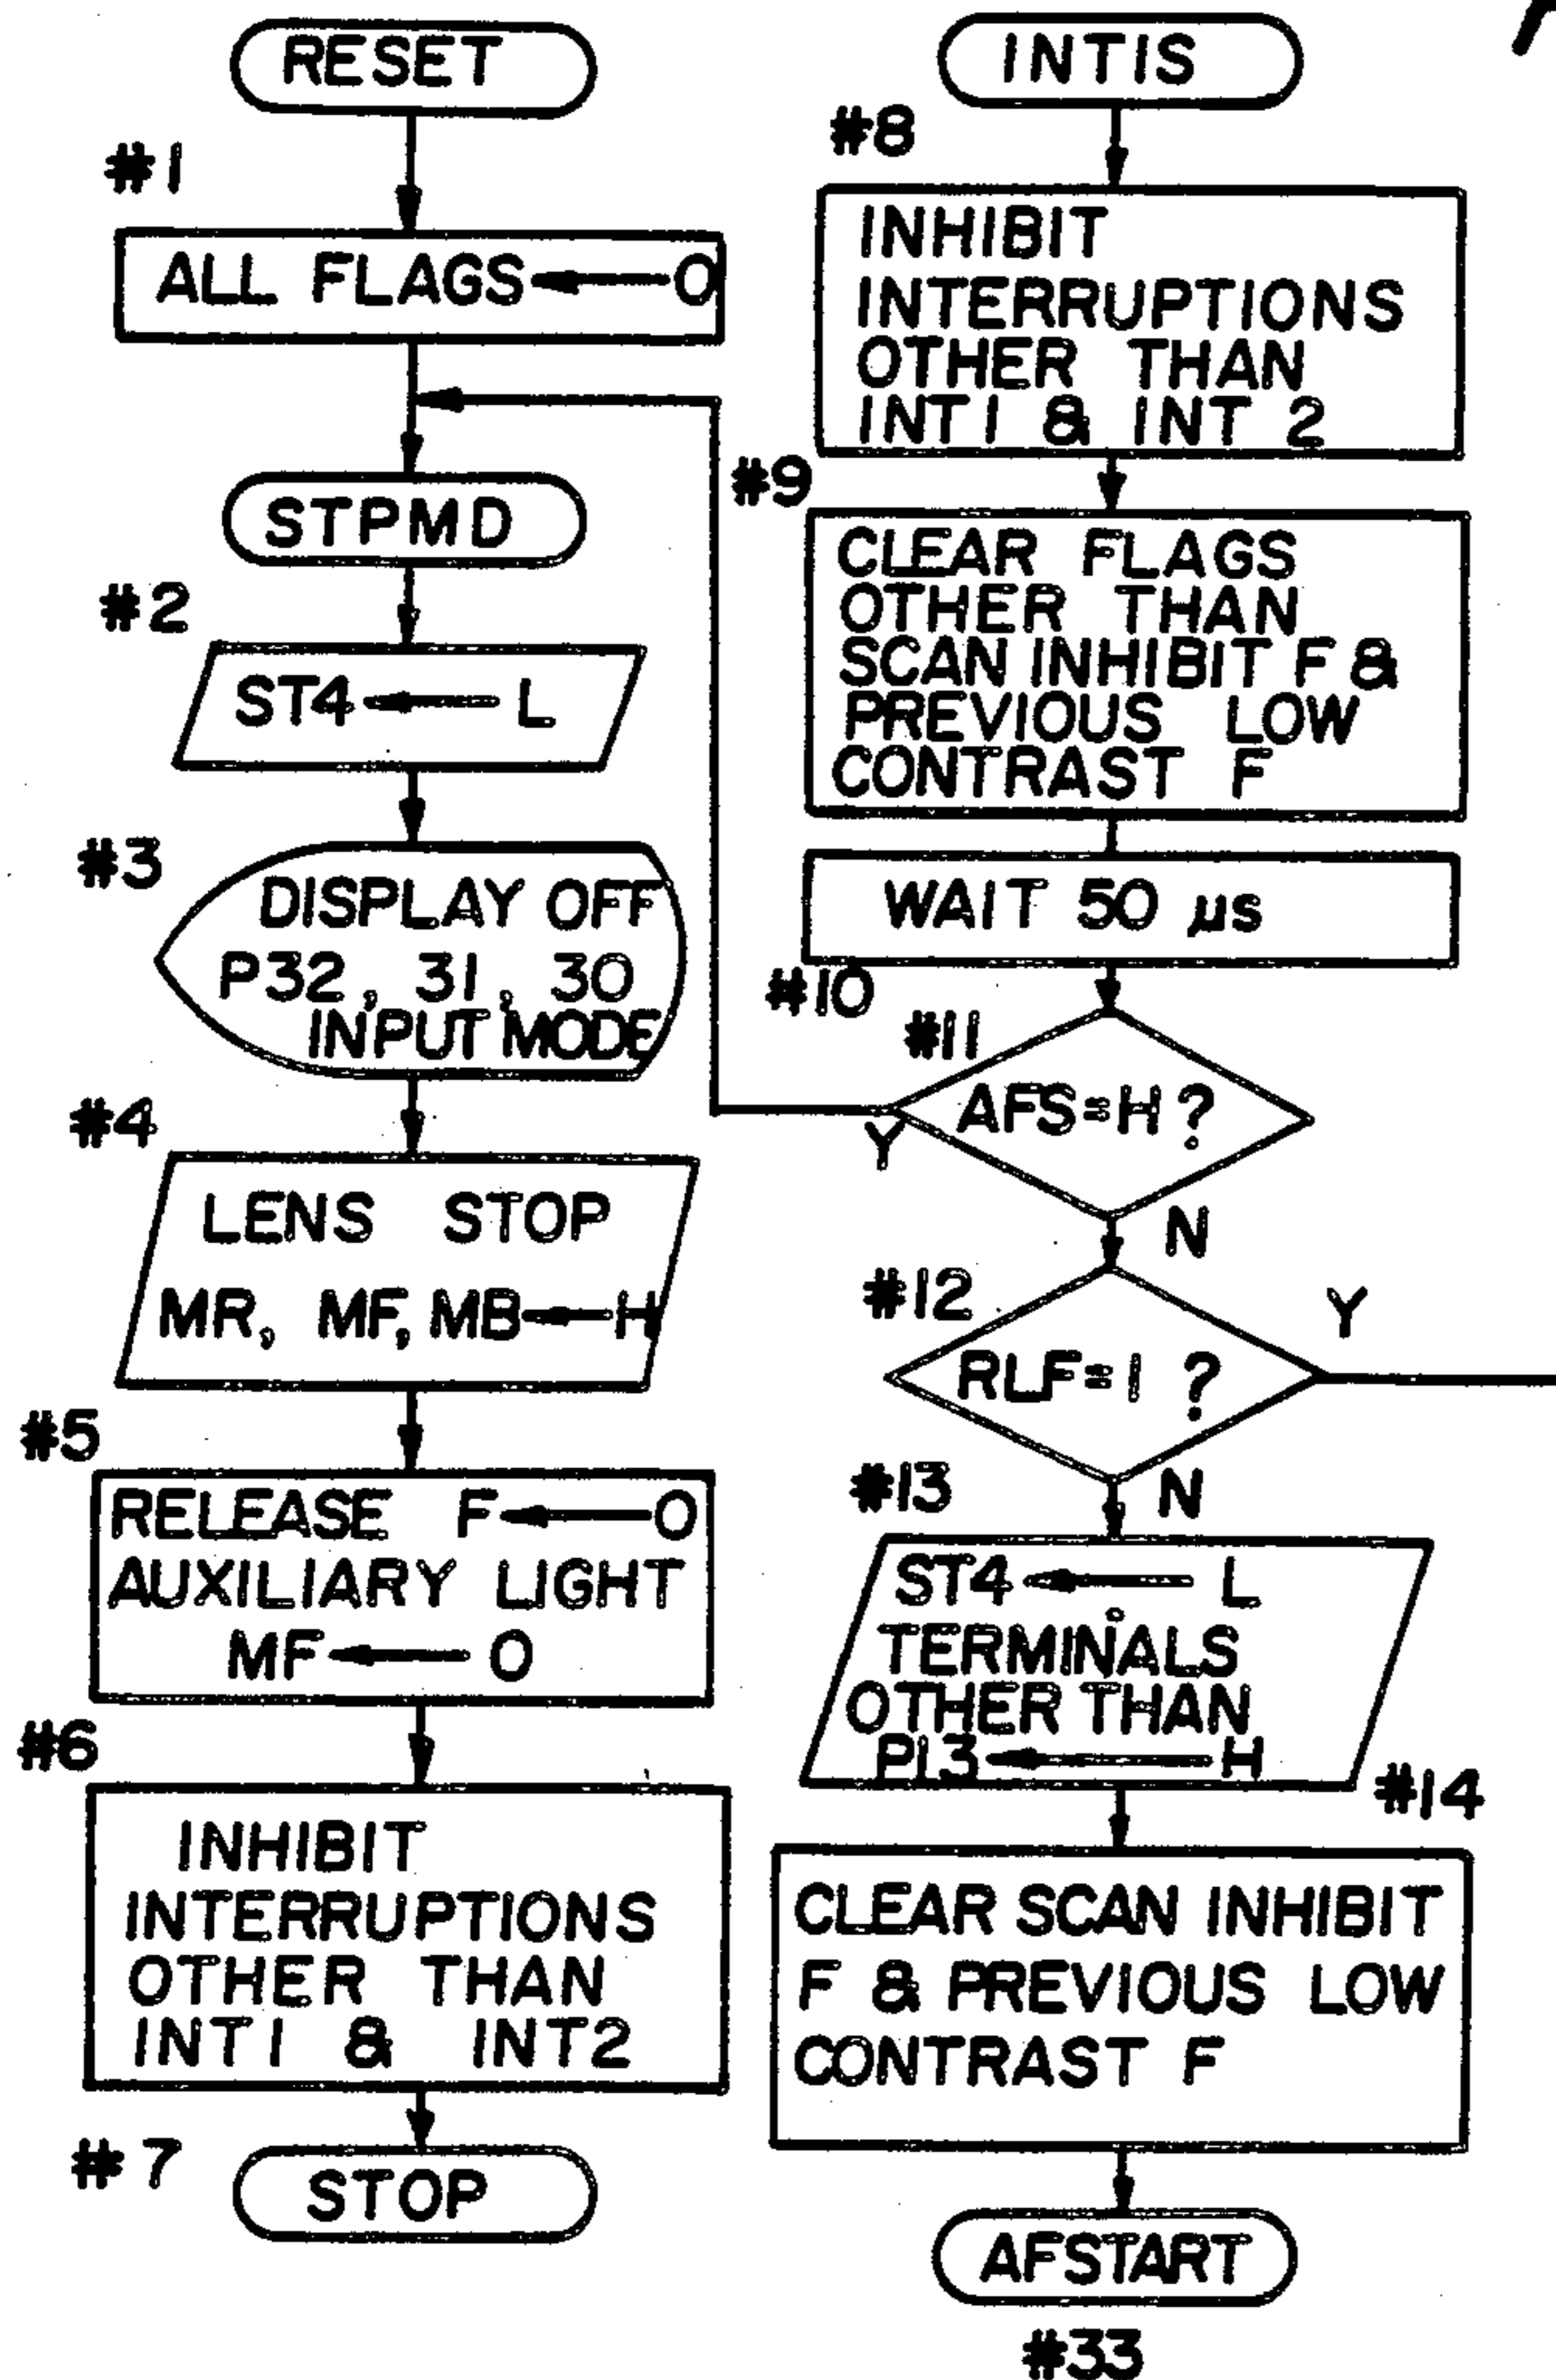 RESET
#1
ALL FLAGS ← 0
STPMD
#2
ST4 ← L
#3
DISPLAY OFF
P32, 31, 30
INPUT MODE
#4
LENS STOP
MR, MF, MB ← H
#5
RELEASE F ← 0
AUXILIARY LIGHT
MF ← 0
#6
INHIBIT
INTERRUPTIONS
OTHER THAN
INT1 & INT2
#7
STOP
INTIS
#8
INHIBIT
INTERRUPTIONS
OTHER THAN
INT1 & INT 2
#9
CLEAR FLAGS
OTHER THAN
SCAN INHIBIT F &
PREVIOUS LOW
CONTRAST F
WAIT 50 µs
#10
#11
AFS=H ?
Y
N
#12
RLF=1 ?
Y
N
#13
ST4 ← L
TERMINALS
OTHER THAN
P13 ← H
#14
CLEAR SCAN INHIBIT
F & PREVIOUS LOW
CONTRAST F
AFSTART
#33